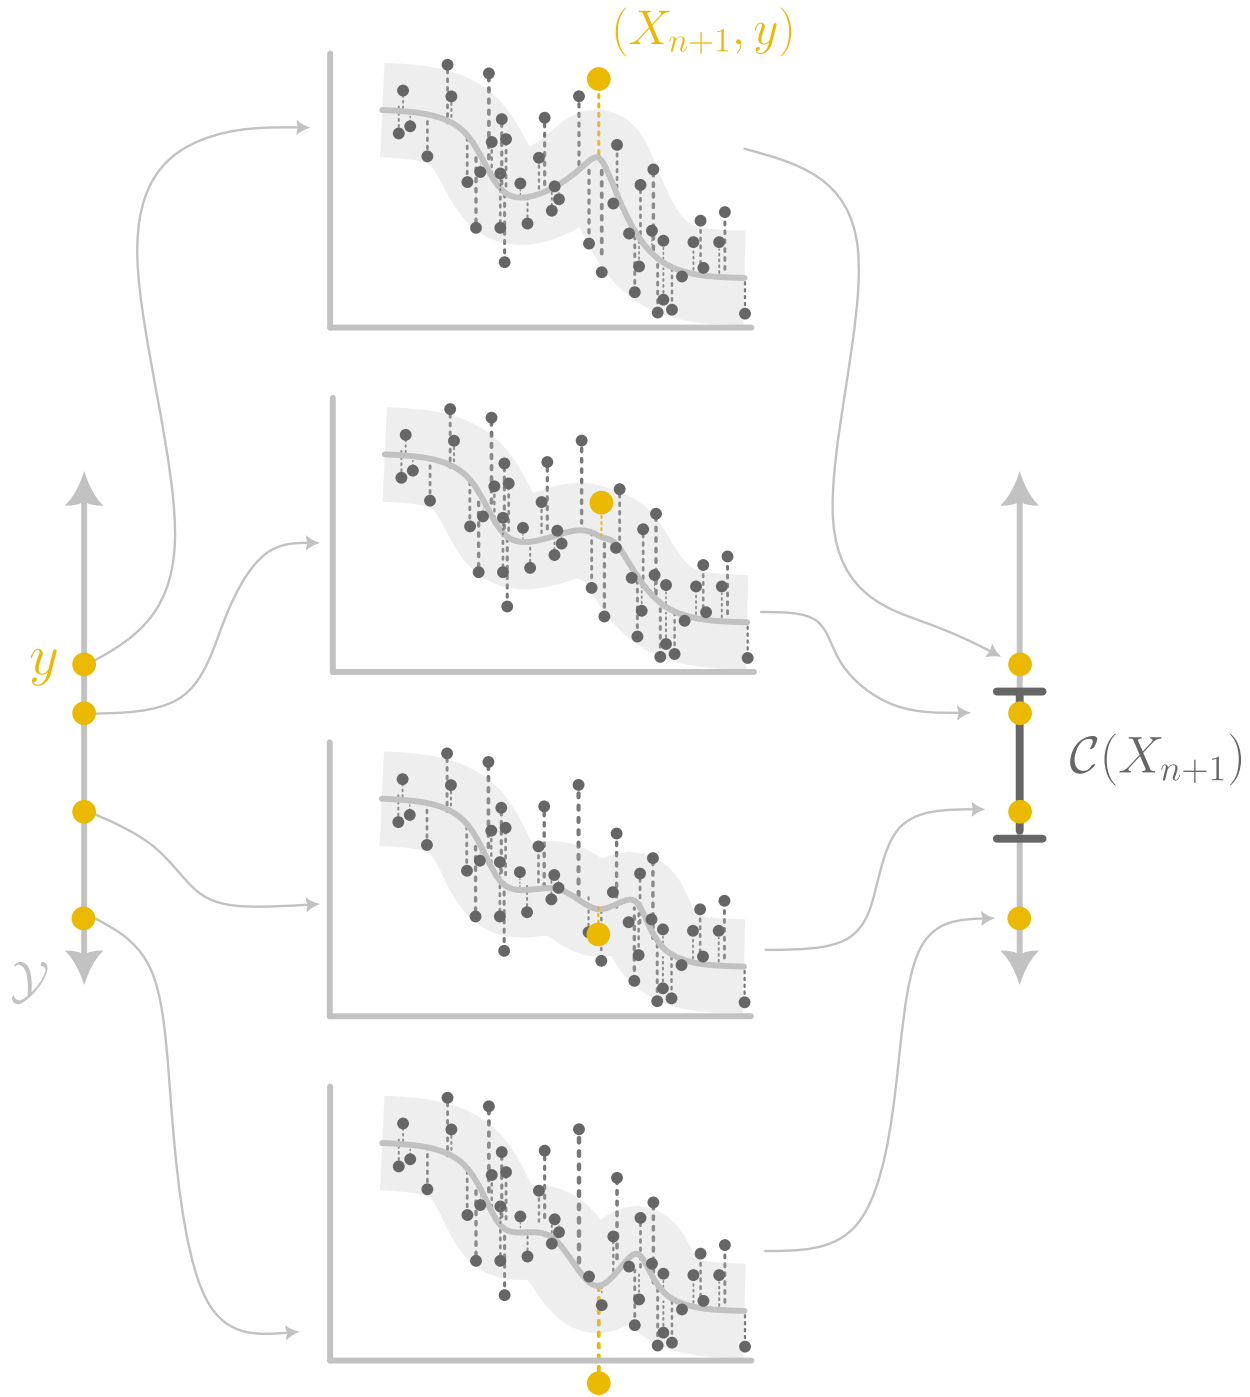 (X_{n+1}, y)
y
𝒞(X_{n+1})
𝒴